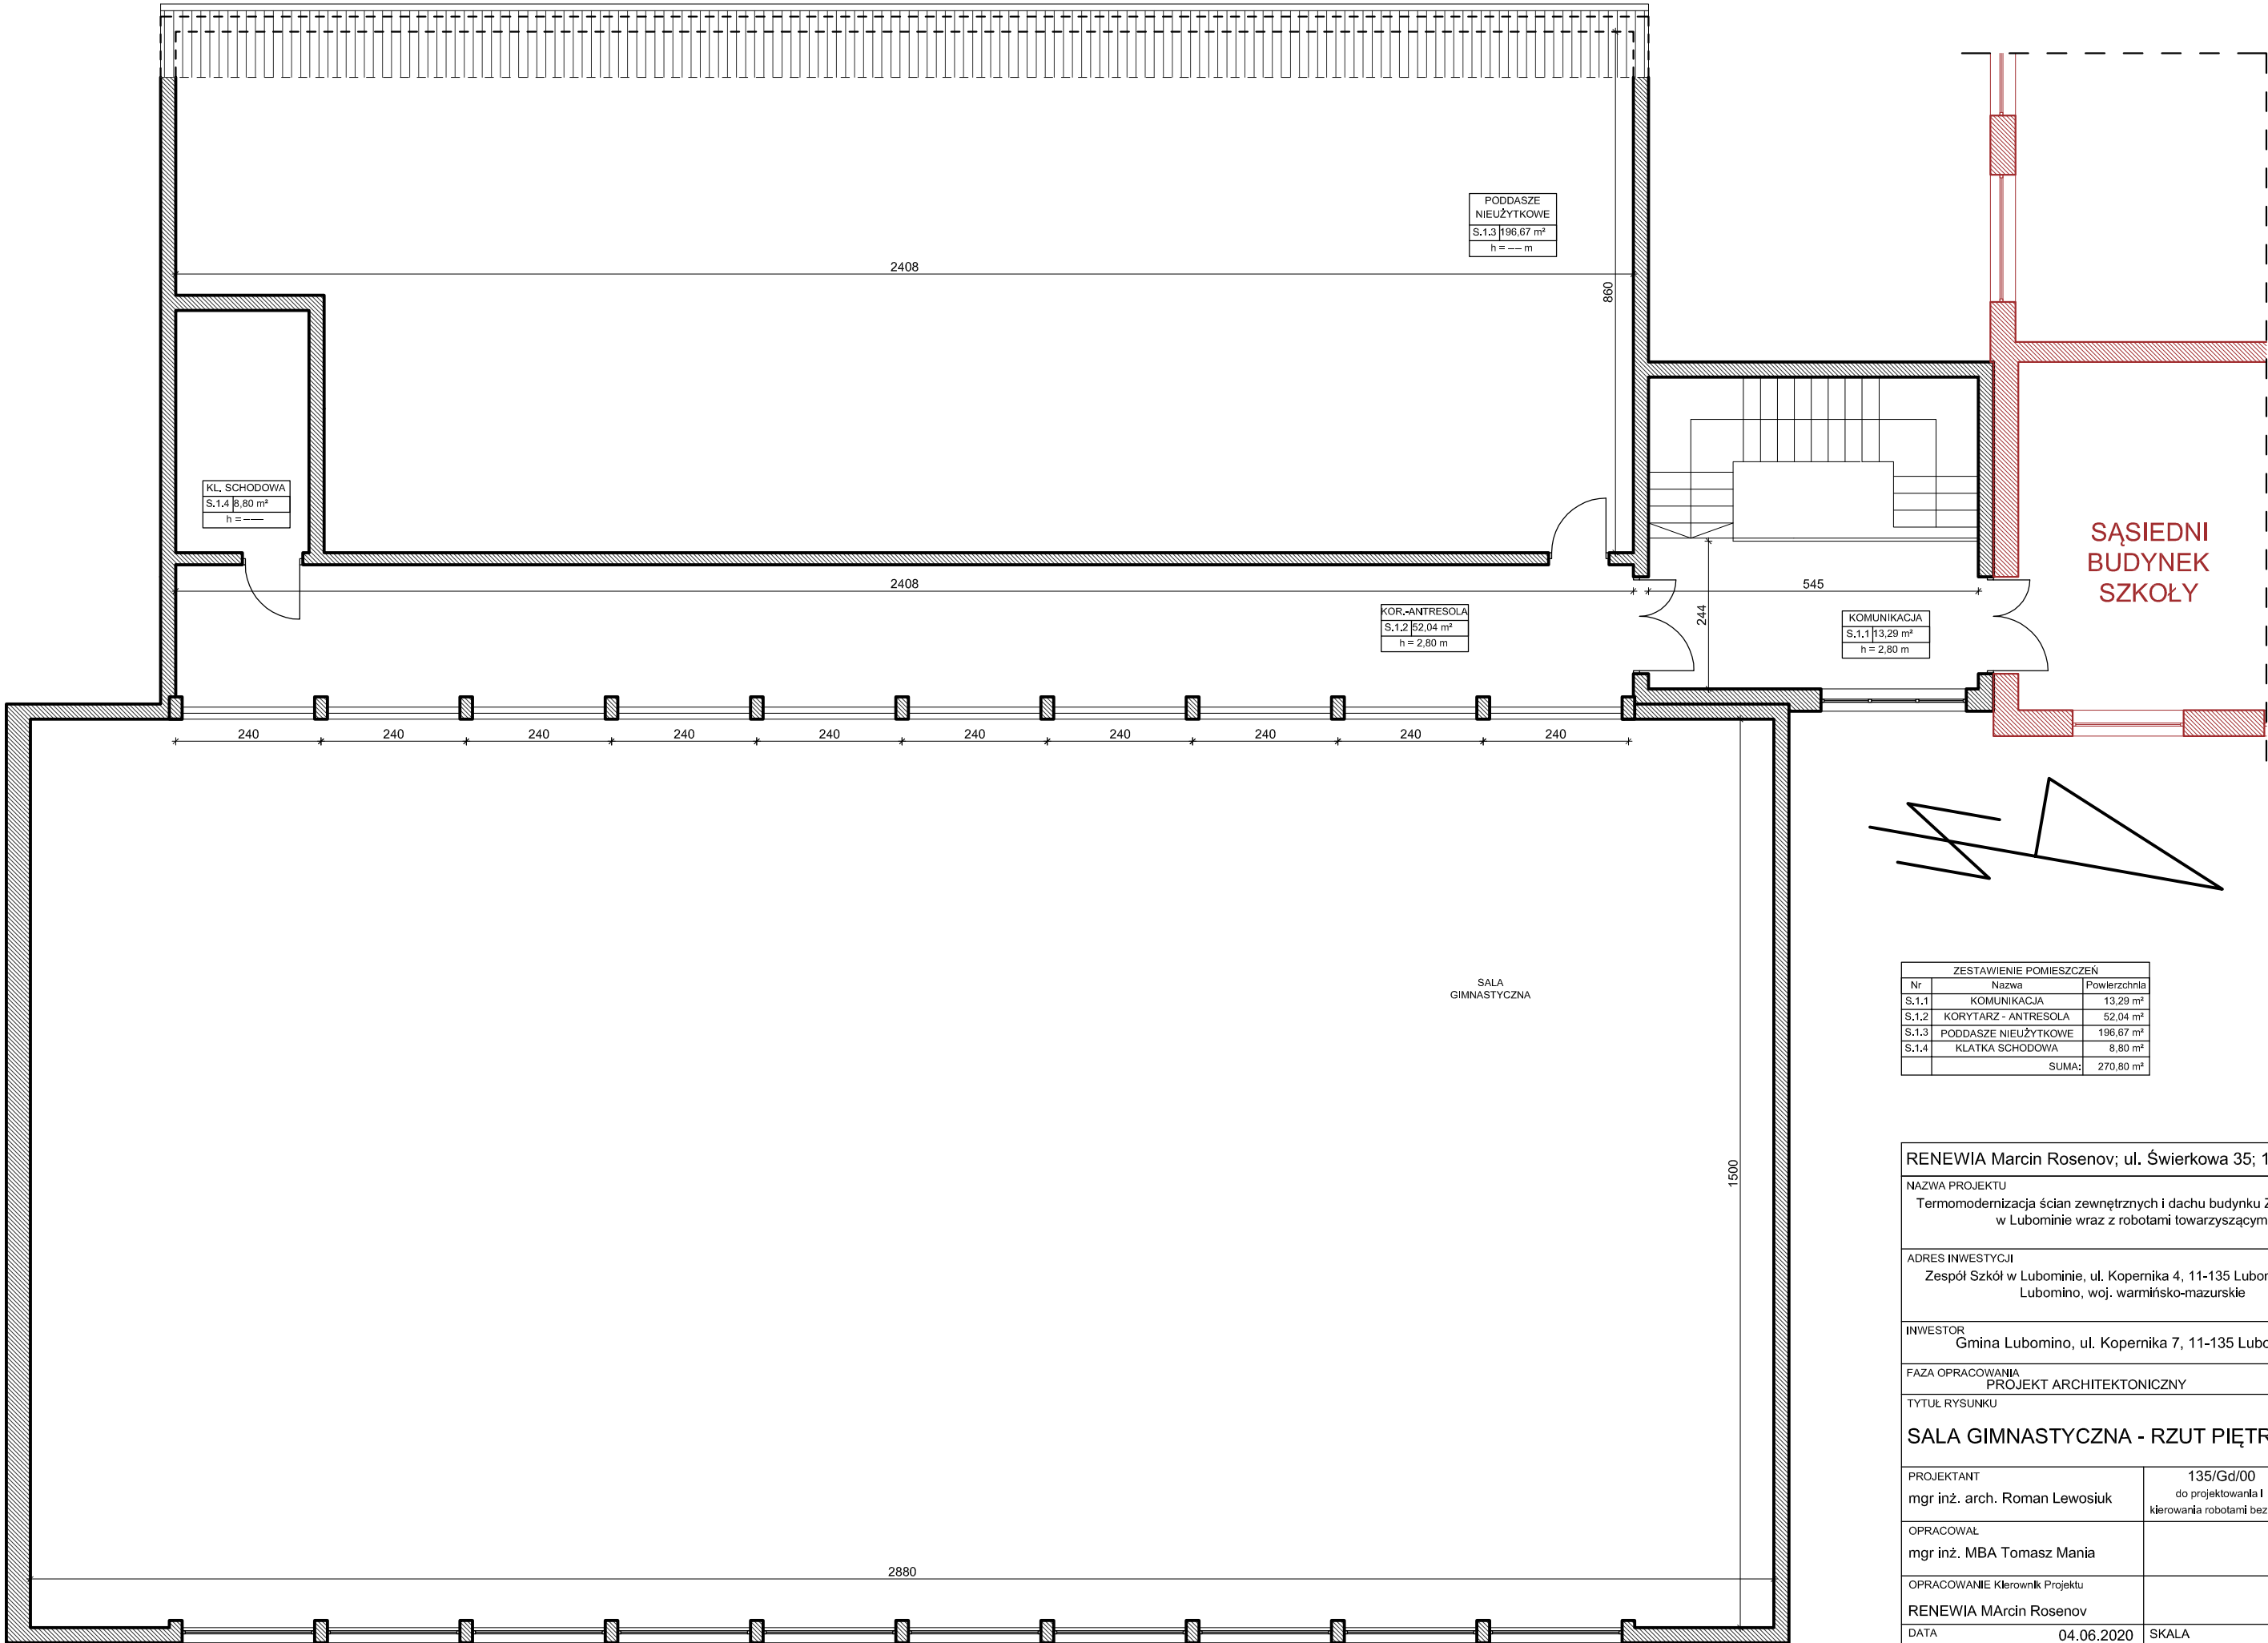 PODDASZE
NIEUŻYTKOWE
S.1.3 196,67 m²
h = --- m
2408
860
KL. SCHODOWA
S.1.4 8,80 m²
h = ----
2408
KOR.-ANTRESOLA
S.1.2 52,04 m²
h = 2,80 m
244
545
KOMUNIKACJA
S.1.1 13,29 m²
h = 2,80 m
SĄSIEDNI
BUDYNEK
SZKOŁY
240 240 240 240 240 240 240 240 240 240
SALA
GIMNASTYCZNA
1500
2880
ZESTAWIENIE POMIESZCZEŃ
Nr Nazwa Powierzchnia
S.1.1 KOMUNIKACJA 13,29 m²
S.1.2 KORYTARZ - ANTRESOLA 52,04 m²
S.1.3 PODDASZE NIEUŻYTKOWE 196,67 m²
S.1.4 KLATKA SCHODOWA 8,80 m²
SUMA: 270,80 m²
RENEWIA Marcin Rosenov; ul. Świerkowa 35; 1
NAZWA PROJEKTU
Termomodernizacja ścian zewnętrznych i dachu budynku Z
w Lubominie wraz z robotami towarzyszącym
ADRES INWESTYCJI
Zespół Szkół w Lubominie, ul. Kopernika 4, 11-135 Lubom
Lubomino, woj. warmińsko-mazurskie
INWESTOR
Gmina Lubomino, ul. Kopernika 7, 11-135 Lubo
FAZA OPRACOWANIA
PROJEKT ARCHITEKTONICZNY
TYTUŁ RYSUNKU
SALA GIMNASTYCZNA - RZUT PIĘTR
PROJEKTANT
mgr inż. arch. Roman Lewosiuk
135/Gd/00
do projektowania i
kierowania robotami bez
OPRACOWAŁ
mgr inż. MBA Tomasz Mania
OPRACOWANIE Kierownik Projektu
RENEWIA MArcin Rosenov
DATA 04.06.2020 SKALA